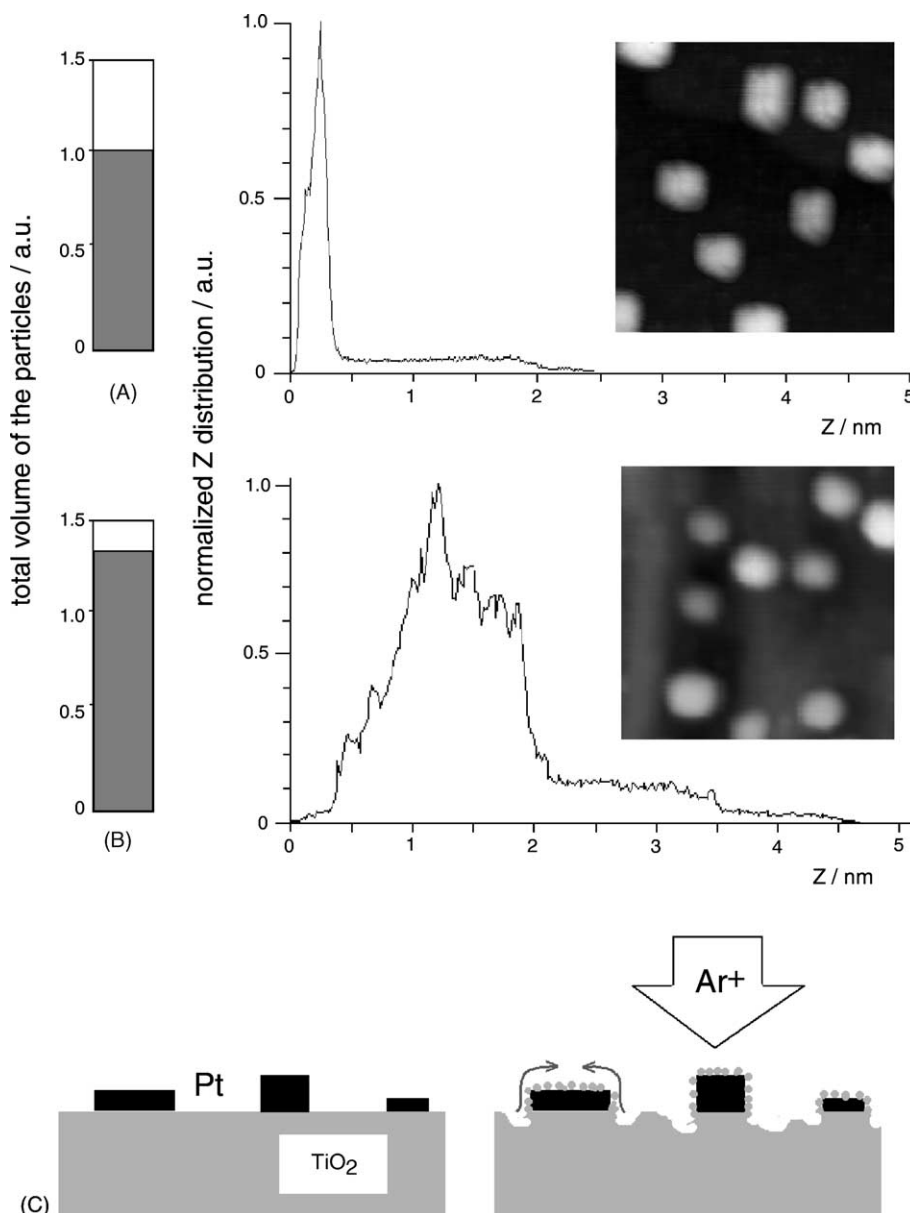 total volume of the particles / a.u.
1.5
1.0
0.5
0
(A)
normalized Z distribution / a.u.
1.0
0.5
0
0 1 2 3 4 5
Z / nm
1.5
1.0
0.5
0
(B)
1.0
0.5
0
0 1 2 3 4 5
Z / nm
Ar+
Pt
TiO₂
(C)